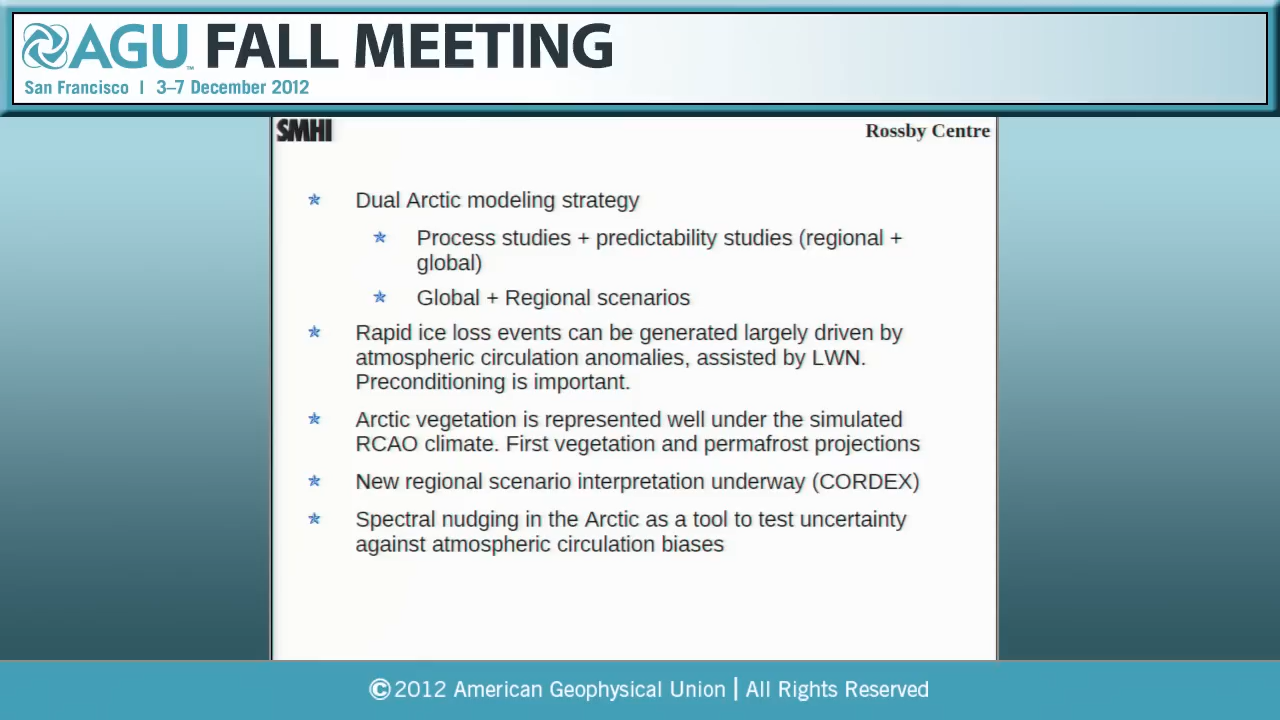 AGU FALL MEETING
San Francisco | 3–7 December 2012
SMHI
Rossby Centre
Dual Arctic modeling strategy
Process studies + predictability studies (regional +
global)
Global + Regional scenarios
Rapid ice loss events can be generated largely driven by
atmospheric circulation anomalies, assisted by LWN.
Preconditioning is important.
Arctic vegetation is represented well under the simulated
RCAO climate. First vegetation and permafrost projections
New regional scenario interpretation underway (CORDEX)
Spectral nudging in the Arctic as a tool to test uncertainty
against atmospheric circulation biases
©2012 American Geophysical Union | All Rights Reserved